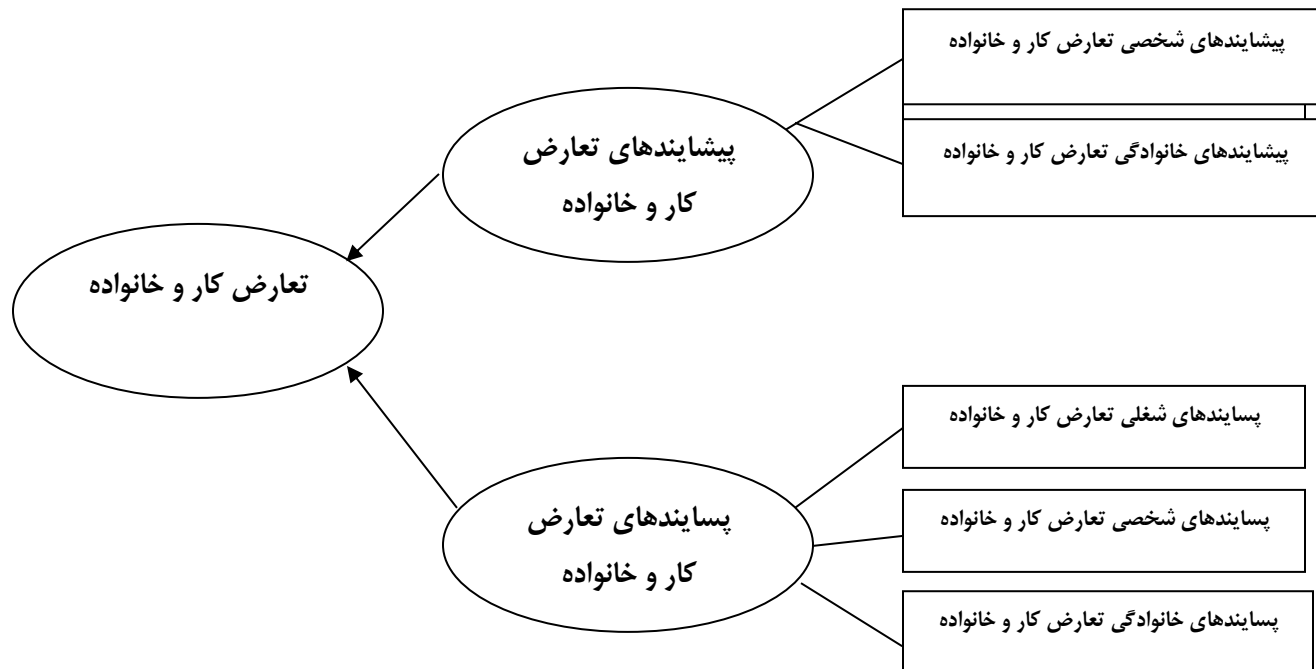 پیشایندهای شخصی تعارض کار و خانواده
پیشایندهای خانوادگی تعارض کار و خانواده
پیشایندهای تعارض
کار و خانواده
تعارض کار و خانواده
پسایندهای شغلی تعارض کار و خانواده
پسایندهای شخصی تعارض کار و خانواده
پسایندهای خانوادگی تعارض کار و خانواده
پسایندهای تعارض
کار و خانواده